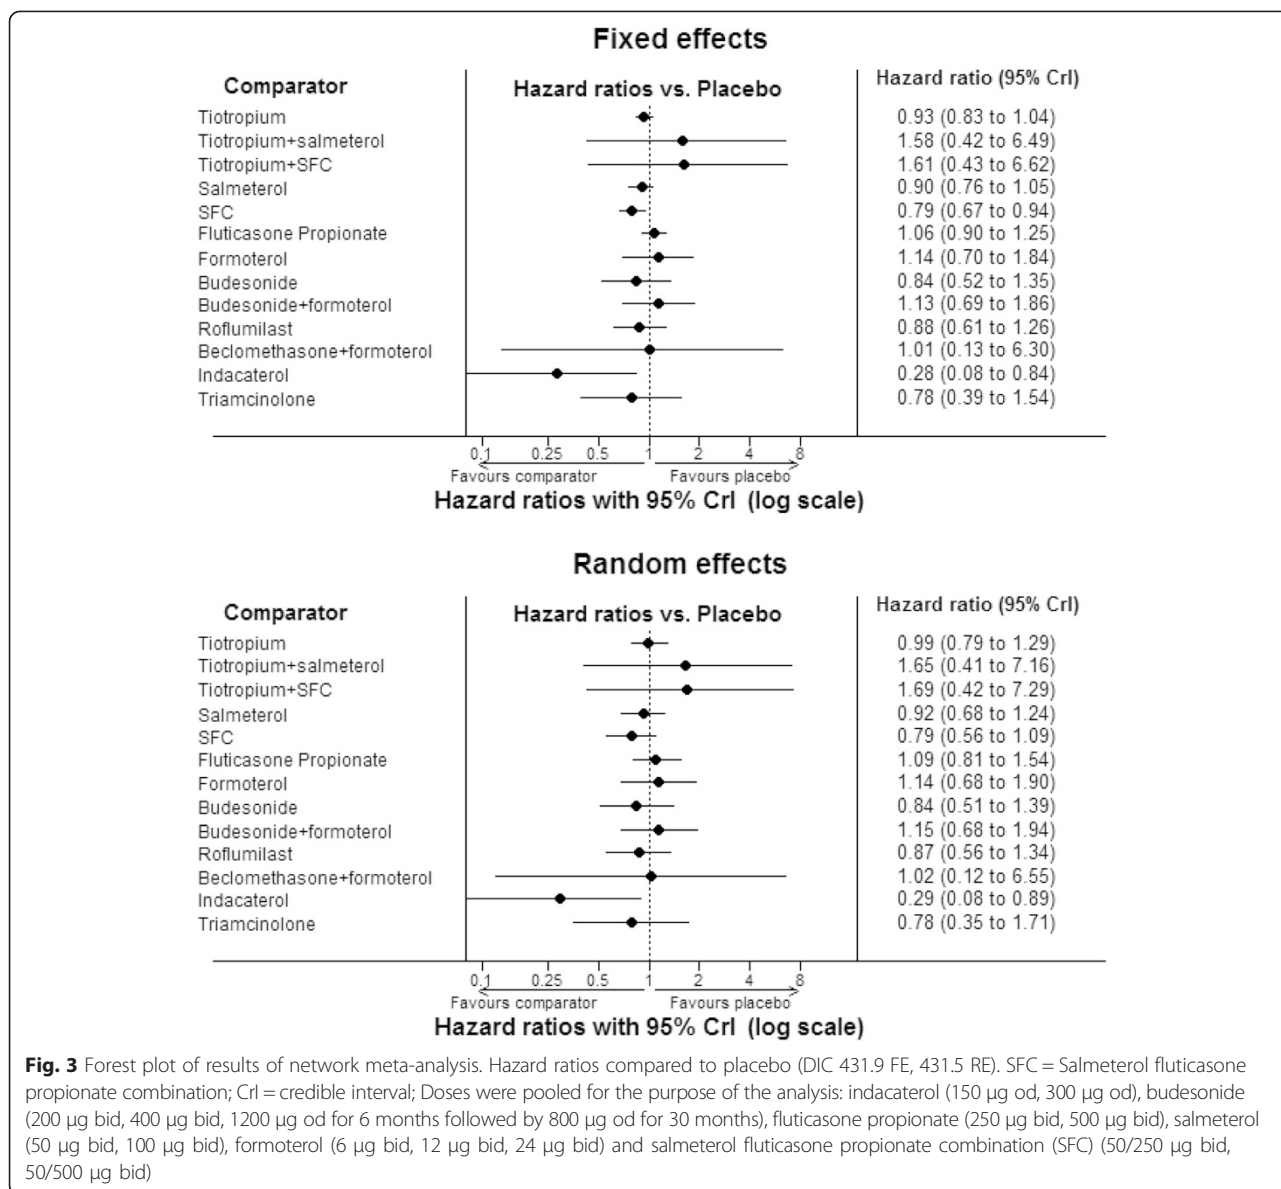 Fixed effects
Comparator
Hazard ratios vs. Placebo
Hazard ratio (95% Crl)
Tiotropium 0.93 (0.83 to 1.04)
Tiotropium+salmeterol 1.58 (0.42 to 6.49)
Tiotropium+SFC 1.61 (0.43 to 6.62)
Salmeterol 0.90 (0.76 to 1.05)
SFC 0.79 (0.67 to 0.94)
Fluticasone Propionate 1.06 (0.90 to 1.25)
Formoterol 1.14 (0.70 to 1.84)
Budesonide 0.84 (0.52 to 1.35)
Budesonide+formoterol 1.13 (0.69 to 1.86)
Roflumilast 0.88 (0.61 to 1.26)
Beclomethasone+formoterol 1.01 (0.13 to 6.30)
Indacaterol 0.28 (0.08 to 0.84)
Triamcinolone 0.78 (0.39 to 1.54)
0.1 0.25 0.5 1 2 4 8
Favours comparator Favours placebo
Hazard ratios with 95% Crl (log scale)
Random effects
Comparator
Hazard ratios vs. Placebo
Hazard ratio (95% Crl)
Tiotropium 0.99 (0.79 to 1.29)
Tiotropium+salmeterol 1.65 (0.41 to 7.16)
Tiotropium+SFC 1.69 (0.42 to 7.29)
Salmeterol 0.92 (0.68 to 1.24)
SFC 0.79 (0.56 to 1.09)
Fluticasone Propionate 1.09 (0.81 to 1.54)
Formoterol 1.14 (0.68 to 1.90)
Budesonide 0.84 (0.51 to 1.39)
Budesonide+formoterol 1.15 (0.68 to 1.94)
Roflumilast 0.87 (0.56 to 1.34)
Beclomethasone+formoterol 1.02 (0.12 to 6.55)
Indacaterol 0.29 (0.08 to 0.89)
Triamcinolone 0.78 (0.35 to 1.71)
0.1 0.25 0.5 1 2 4 8
Favours comparator Favours placebo
Hazard ratios with 95% Crl (log scale)
Fig. 3 Forest plot of results of network meta-analysis. Hazard ratios compared to placebo (DIC 431.9 FE, 431.5 RE). SFC = Salmeterol fluticasone
propionate combination; CrI = credible interval; Doses were pooled for the purpose of the analysis: indacaterol (150 μg od, 300 μg od), budesonide
(200 μg bid, 400 μg bid, 1200 μg od for 6 months followed by 800 μg od for 30 months), fluticasone propionate (250 μg bid, 500 μg bid), salmeterol
(50 μg bid, 100 μg bid), formoterol (6 μg bid, 12 μg bid, 24 μg bid) and salmeterol fluticasone propionate combination (SFC) (50/250 μg bid,
50/500 μg bid)